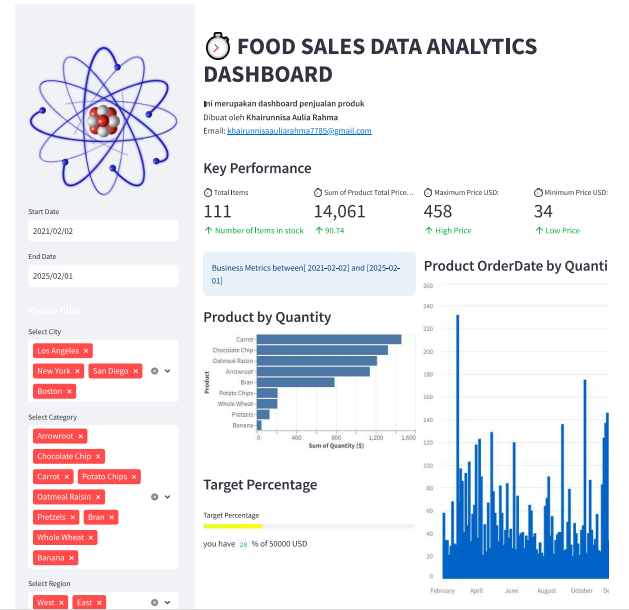 Start Date
2021/02/02
End Date
2025/02/01
Please filter
Select City
Los Angeles ×
New York × San Diego ×
Boston ×
Select Category
Arrowroot ×
Chocolate Chip ×
Carrot × Potato Chips ×
Oatmeal Raisin ×
Pretzels × Bran ×
Whole Wheat ×
Banana ×
Select Region
West × East ×
FOOD SALES DATA ANALYTICS
DASHBOARD
Ini merupakan dashboard penjualan produk
Dibuat oleh Khairunnisa Aulia Rahma
Email: khairunnisaauliarahma7785@gmail.com
Key Performance
Total Items
111
↑ Number of Items in stock
Sum of Product Total Price...
14,061
↑ 90.74
Maximum Price USD:
458
↑ High Price
Minimum Price USD:
34
↑ Low Price
Business Metrics between[ 2021-02-02] and [2025-02-
01]
Product by Quantity
Product
Carrot
Chocolate Chip
Oatmeal Raisin
Arrowroot
Bran
Potato Chips
Whole Wheat
Pretzels
Banana
0 400 800 1,200 1,600
Sum of Quantity ($)
Target Percentage
Target Percentage
you have 28 % of 50000 USD
Product OrderDate by Quanti
260
240
220
200
180
160
140
120
100
80
60
40
20
0
February April June August October De